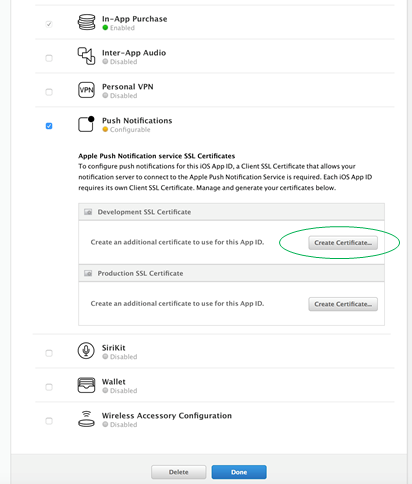 In-App Purchase
Enabled
Inter-App Audio
Disabled
VPN
Personal VPN
Disabled
Push Notifications
Configurable
Apple Push Notification service SSL Certificates
To configure push notifications for this iOS App ID, a Client SSL Certificate that allows your
notification server to connect to the Apple Push Notification Service is required. Each iOS App ID
requires its own Client SSL Certificate. Manage and generate your certificates below.
Development SSL Certificate
Create an additional certificate to use for this App ID.
Create Certificate...
Production SSL Certificate
Create an additional certificate to use for this App ID.
Create Certificate...
SiriKit
Disabled
Wallet
Disabled
Wireless Accessory Configuration
Disabled
Delete
Done